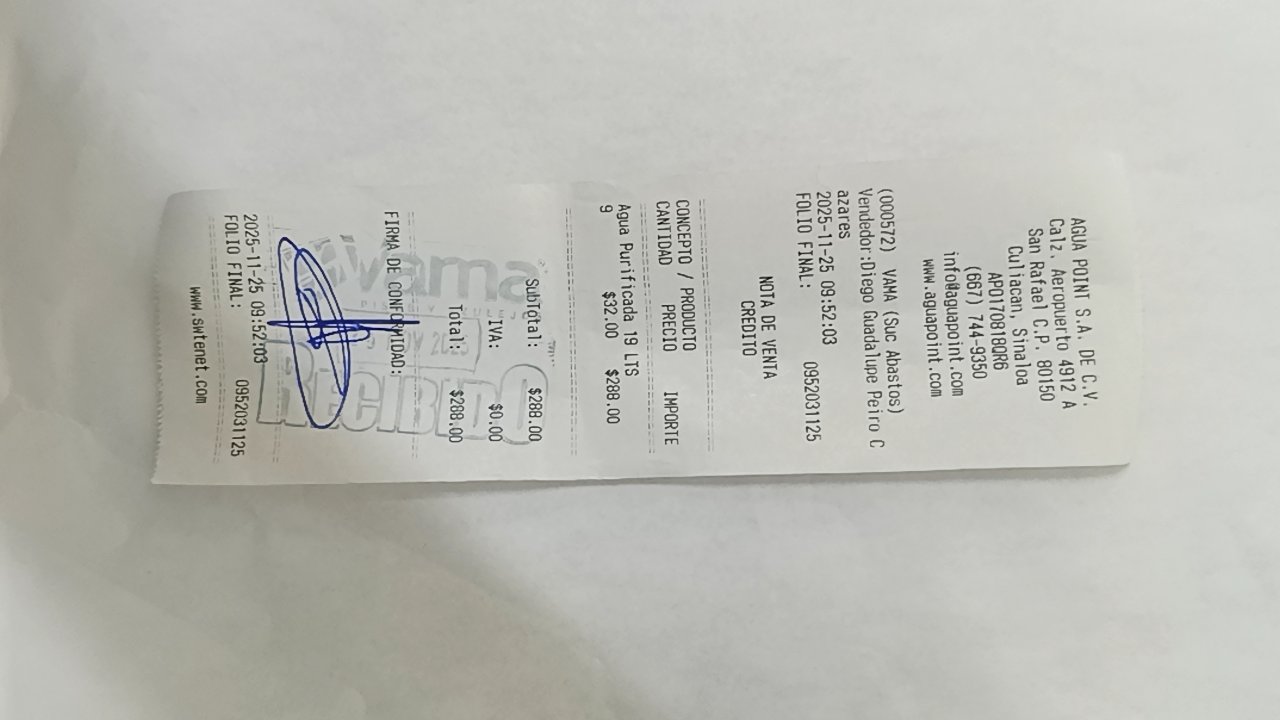 AGUA POINT S.A. DE C.V.
Calz. Aeropuerto 4912 A
San Rafael C.P. 80150
Culiacan, Sinaloa
APO170818QR6
(667) 744-9350
info@aguapoint.com
www.aguapoint.com
(000572) VAMA (Suc Abastos)
Vendedor:Diego Guadalupe Peiro C
azares
2025-11-25 09:52:03
FOLIO FINAL: 0952031125
NOTA DE VENTA
CREDITO
CONCEPTO / PRODUCTO
CANTIDAD PRECIO IMPORTE
Agua Purificada 19 LTS
9 $32.00 $288.00
SubTotal: $288.00
IVA: $0.00
Total: $288.00
vama
NOV 2025
RECIBIDO
FIRMA DE CONFORMIDAD:
2025-11-25 09:52:03
FOLIO FINAL: 0952031125
www.swtenet.com